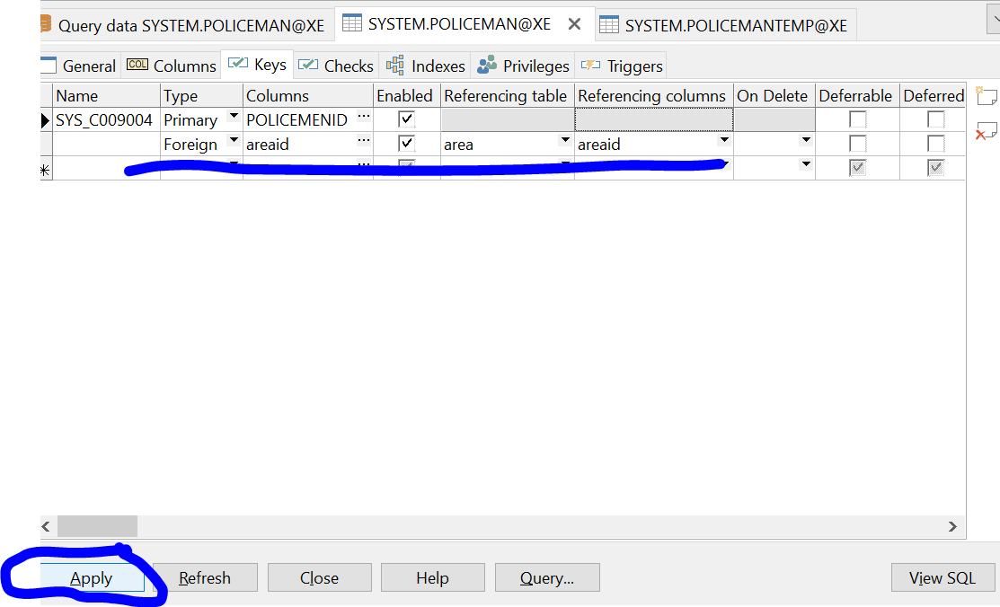 Query data SYSTEM.POLICEMAN@XE SYSTEM.POLICEMAN@XE SYSTEM.POLICEMANTEMP@XE
General COL Columns Keys Checks Indexes Privileges Triggers
Name Type Columns Enabled Referencing table Referencing columns On Delete Deferrable Deferred
SYS_C009004 Primary POLICEMENID ...
Foreign areaid ... area areaid
...
Apply Refresh Close Help Query... View SQL